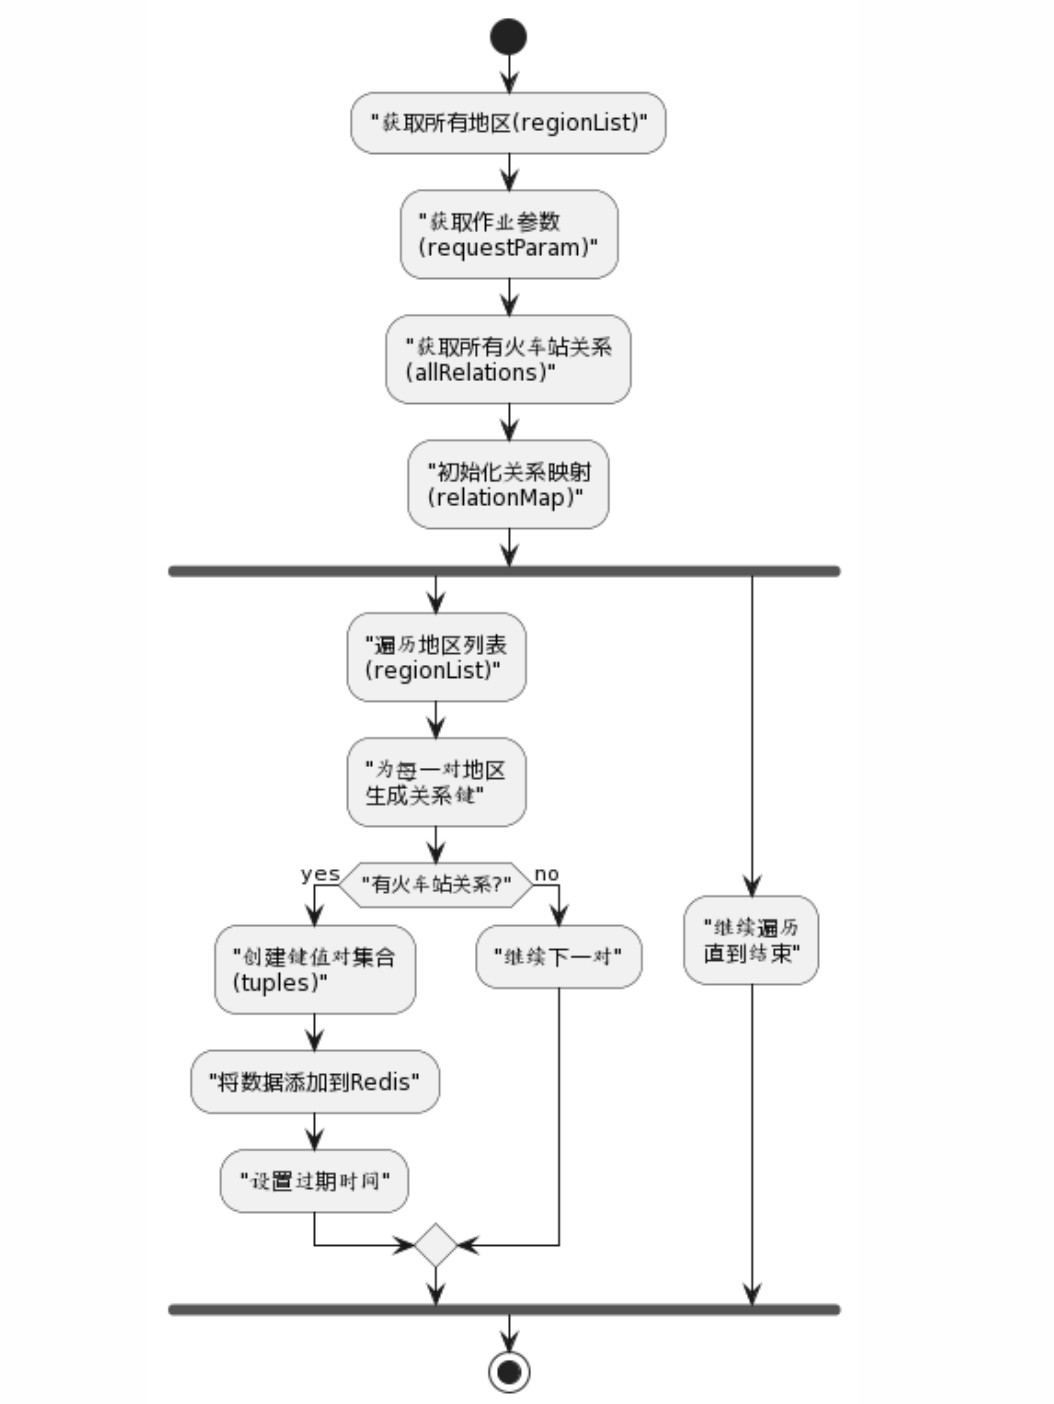 "获取所有地区(regionList)"
"获取作业参数
(requestParam)"
"获取所有火车站关系
(allRelations)"
"初始化关系映射
(relationMap)"
"遍历地区列表
(regionList)"
"为每一对地区
生成关系键"
yes
"有火车站关系?"
no
"创建键值对集合
(tuples)"
"将数据添加到Redis"
"设置过期时间"
"继续下一对"
"继续遍历
直到结束"